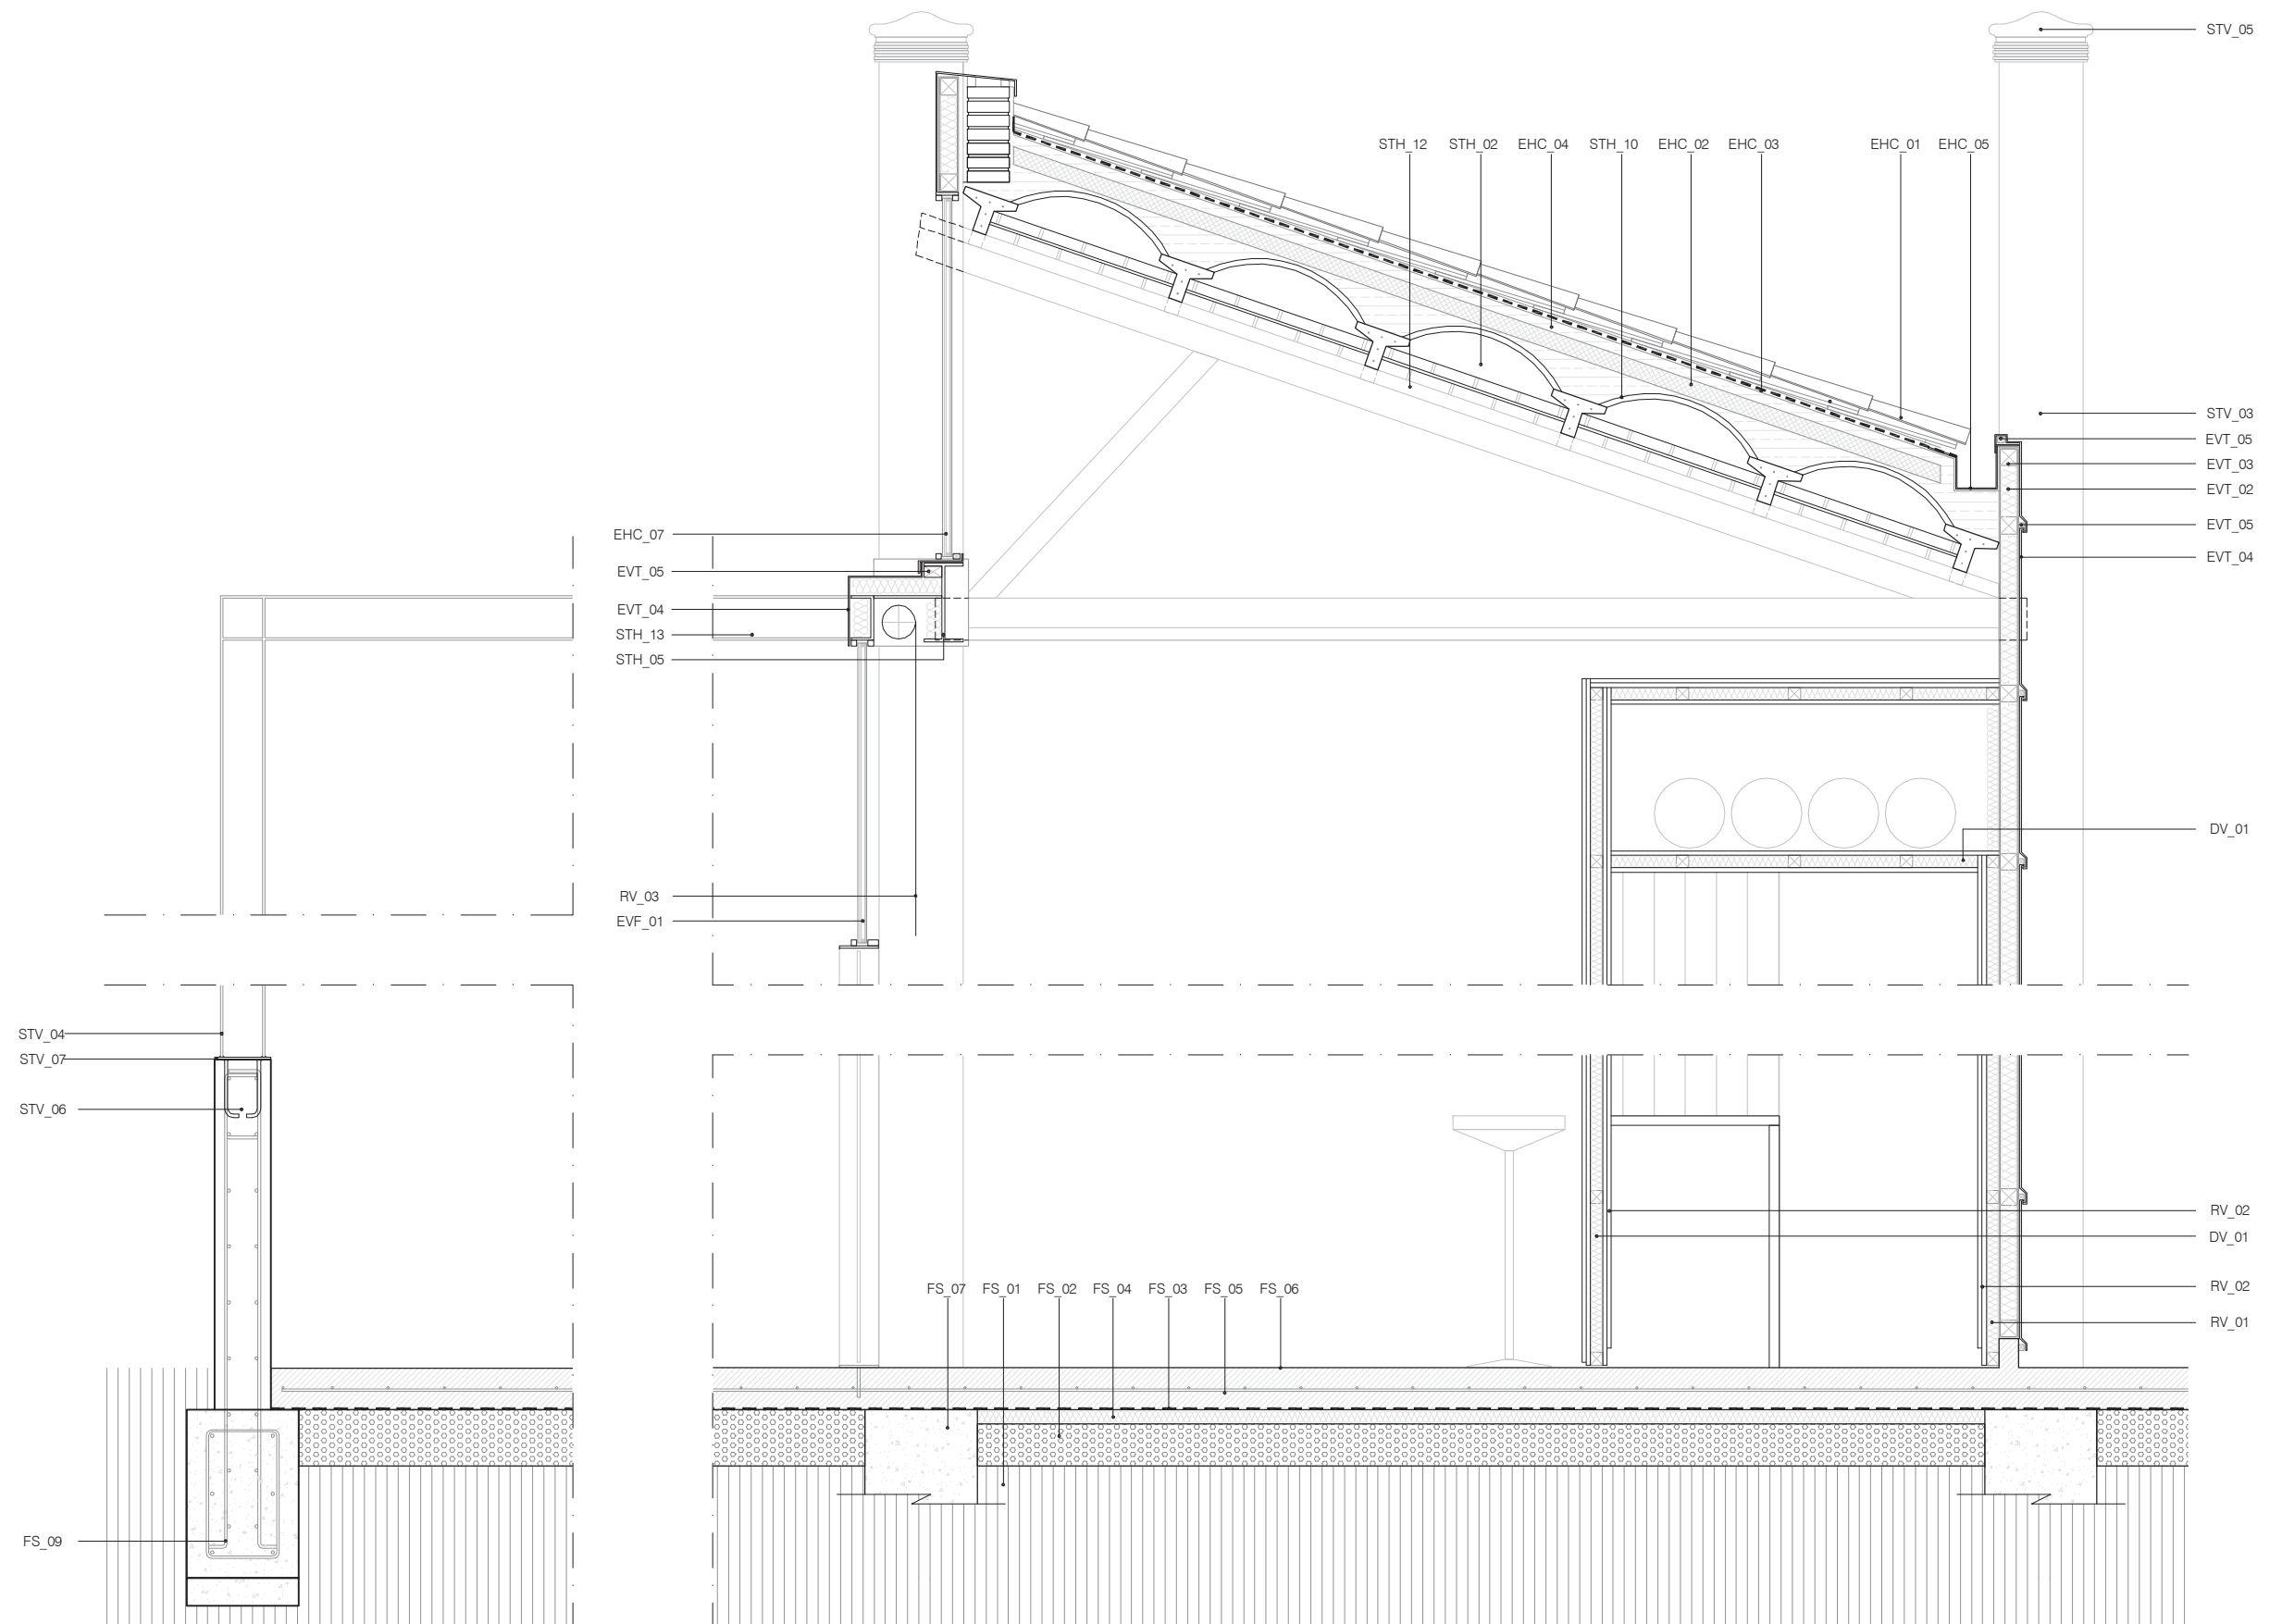 STV_05
STH_12 STH_02 EHC_04 STH_10 EHC_02 EHC_03 EHC_01 EHC_05
STV_03
EVT_05
EVT_03
EVT_02
EVT_05
EVT_04
EHC_07
EVT_05
EVT_04
STH_13
STH_05
DV_01
RV_03
EVF_01
STV_04
STV_07
STV_06
RV_02
DV_01
RV_02
RV_01
FS_07 FS_01 FS_02 FS_04 FS_03 FS_05 FS_06
FS_09